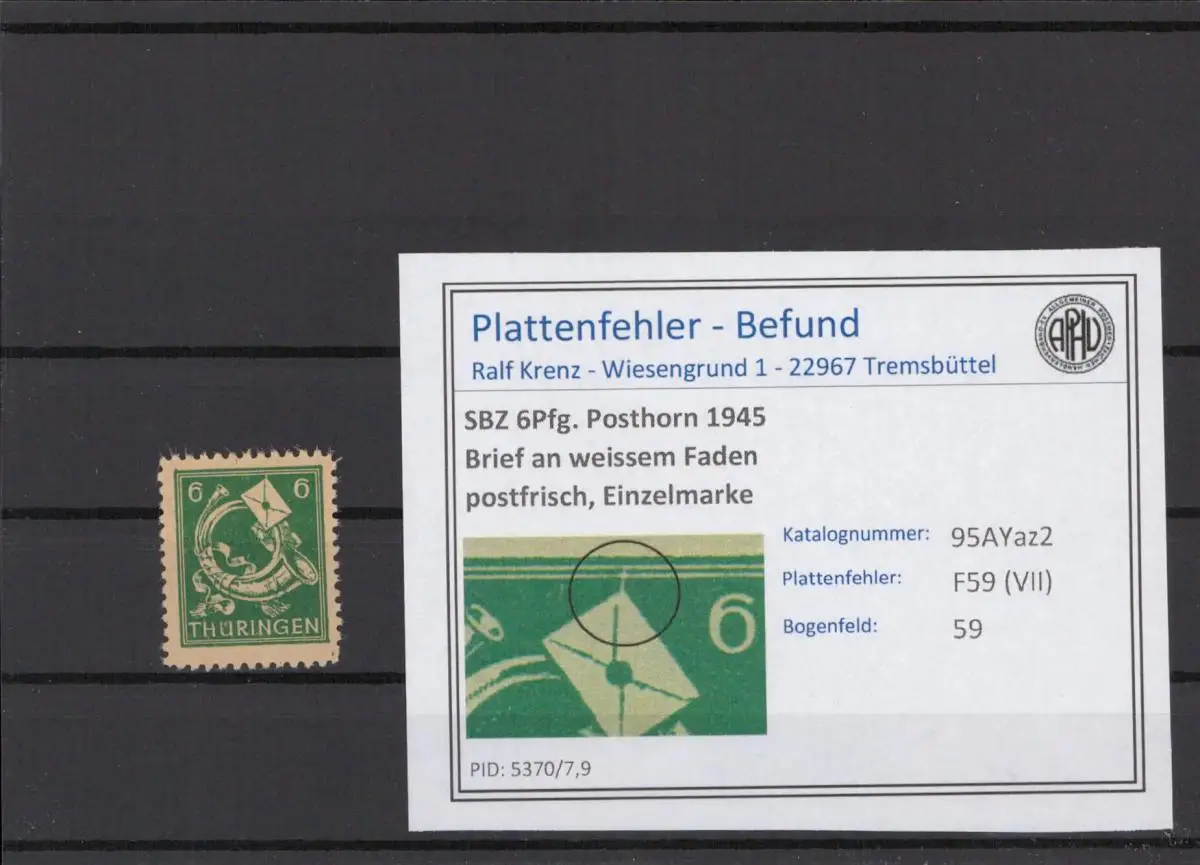 6 6
THÜRINGEN
Plattenfehler - Befund
Ralf Krenz - Wiesengrund 1 - 22967 Tremsbüttel
APHV
SBZ 6Pfg. Posthorn 1945
Brief an weissem Faden
postfrisch, Einzelmarke
6
Katalognummer: 95AYaz2
Plattenfehler: F59 (VII)
Bogenfeld: 59
PID: 5370/7,9